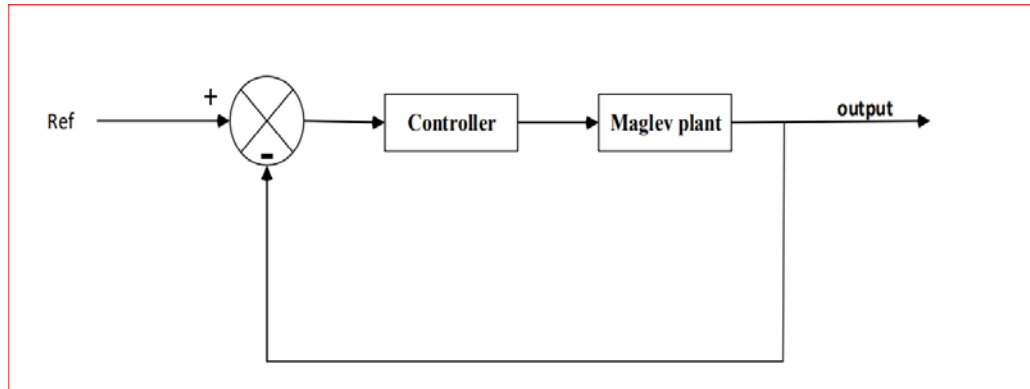 Ref
+
-
Controller
Maglev plant
output